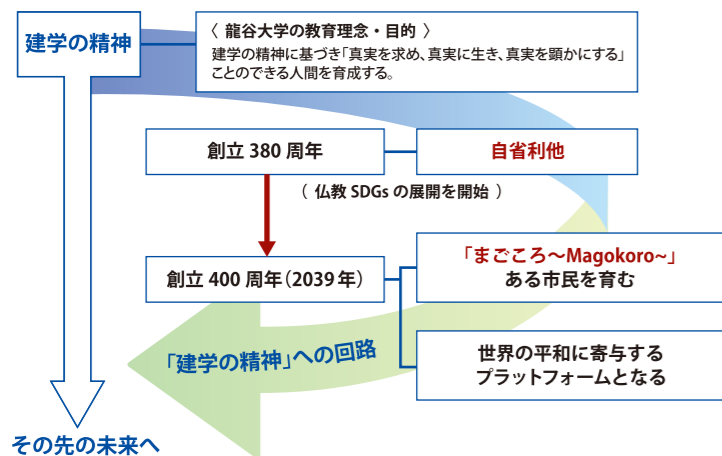 建学の精神
〈 龍谷大学の教育理念・目的 〉
建学の精神に基づき「真実を求め、真実に生き、真実を顕かにする」
ことのできる人間を育成する。
創立 380 周年
自省利他
（ 仏教 SDGs の展開を開始 ）
創立 400 周年（2039 年）
「まごころ〜Magokoro~」
ある市民を育む
世界の平和に寄与する
プラットフォームとなる
「建学の精神」への回路
その先の未来へ